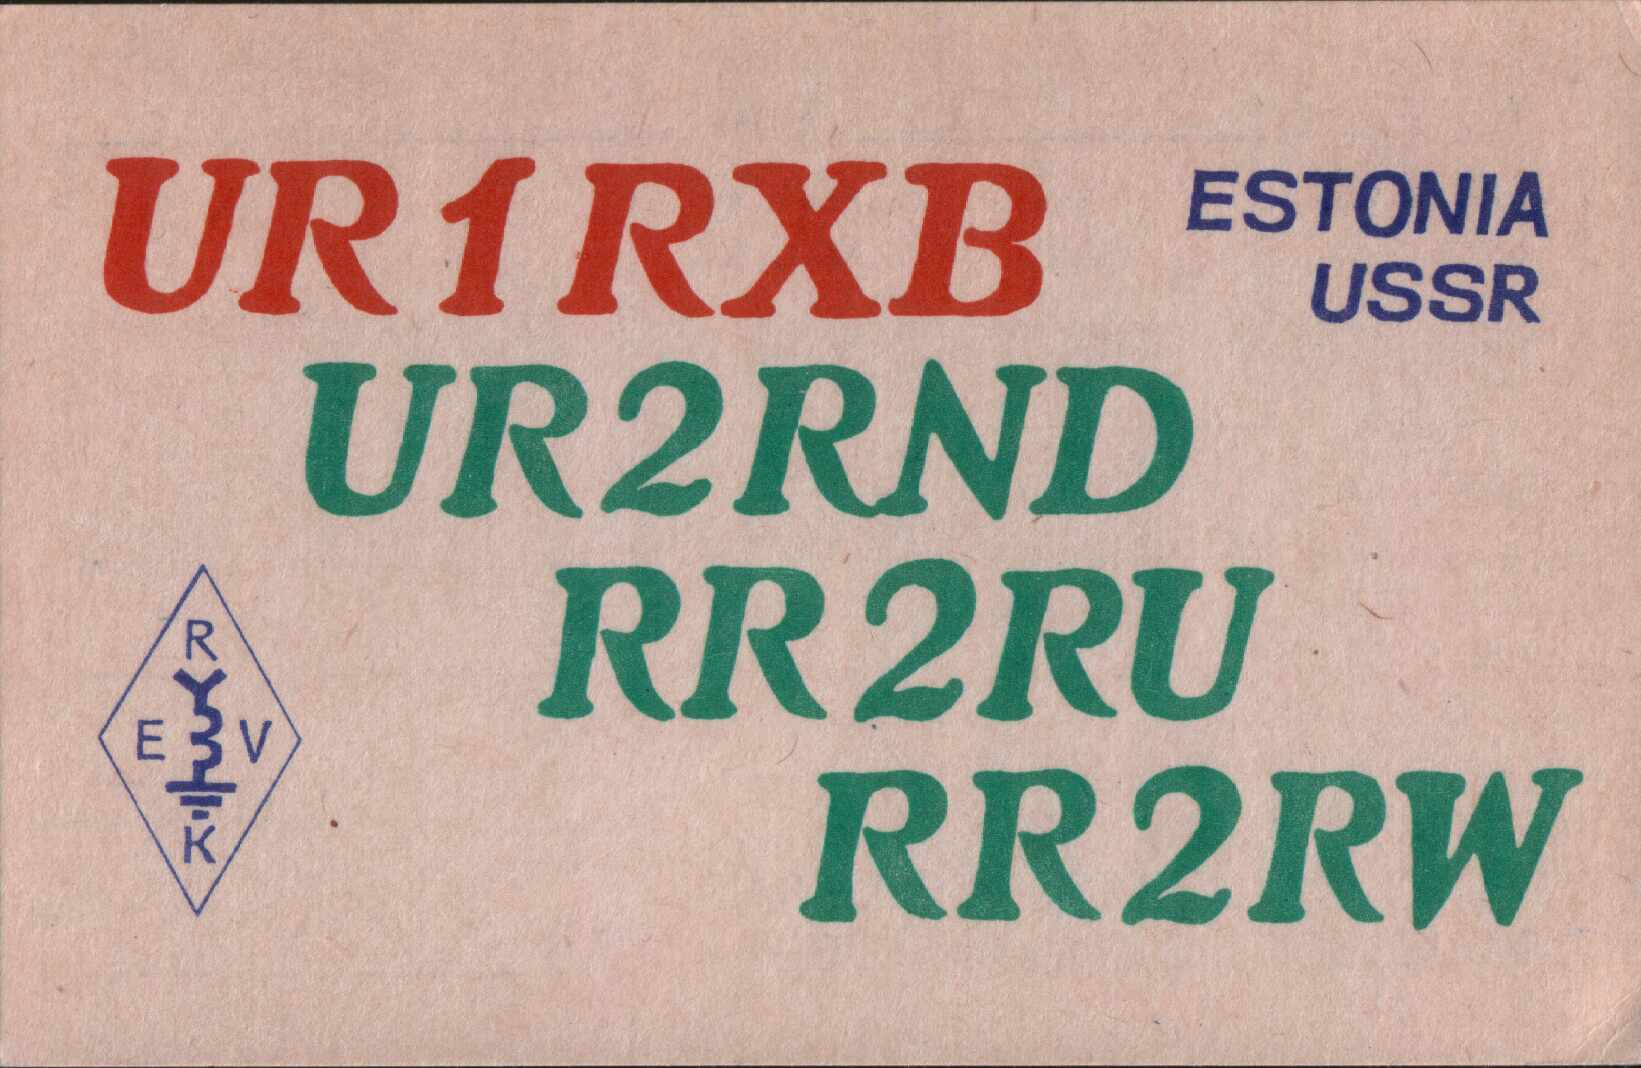 UR1RXB
ESTONIA
USSR
UR2RND
RR2RU
RR2RW
R
E V
K